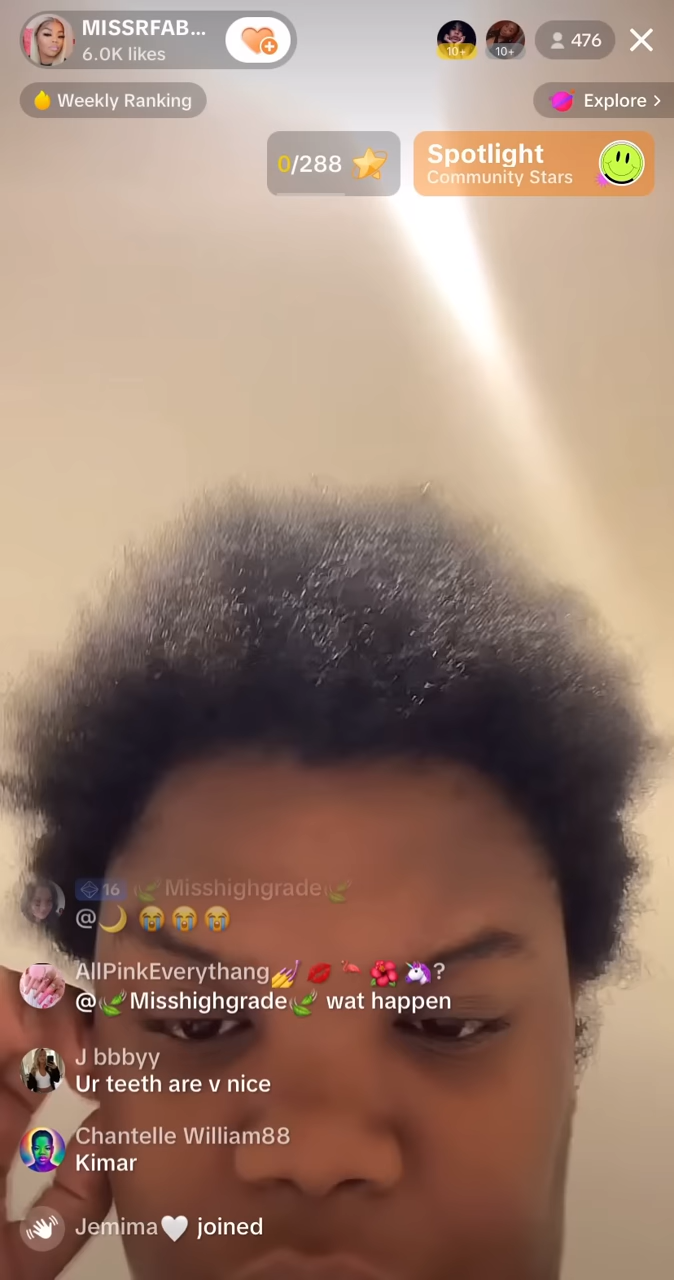 MISSRFAB...
6.0K likes
10+
10+
476
Weekly Ranking
Explore >
0/288
Spotlight
Community Stars
16 🌿Misshighgrade🌿
@🌙 😭😭😭
AllPinkEverythang💅💋🍬🌺🦄?
@🌿Misshighgrade🌿 wat happen
J bbbyy
Ur teeth are v nice
Chantelle William88
Kimar
Jemima🤍 joined